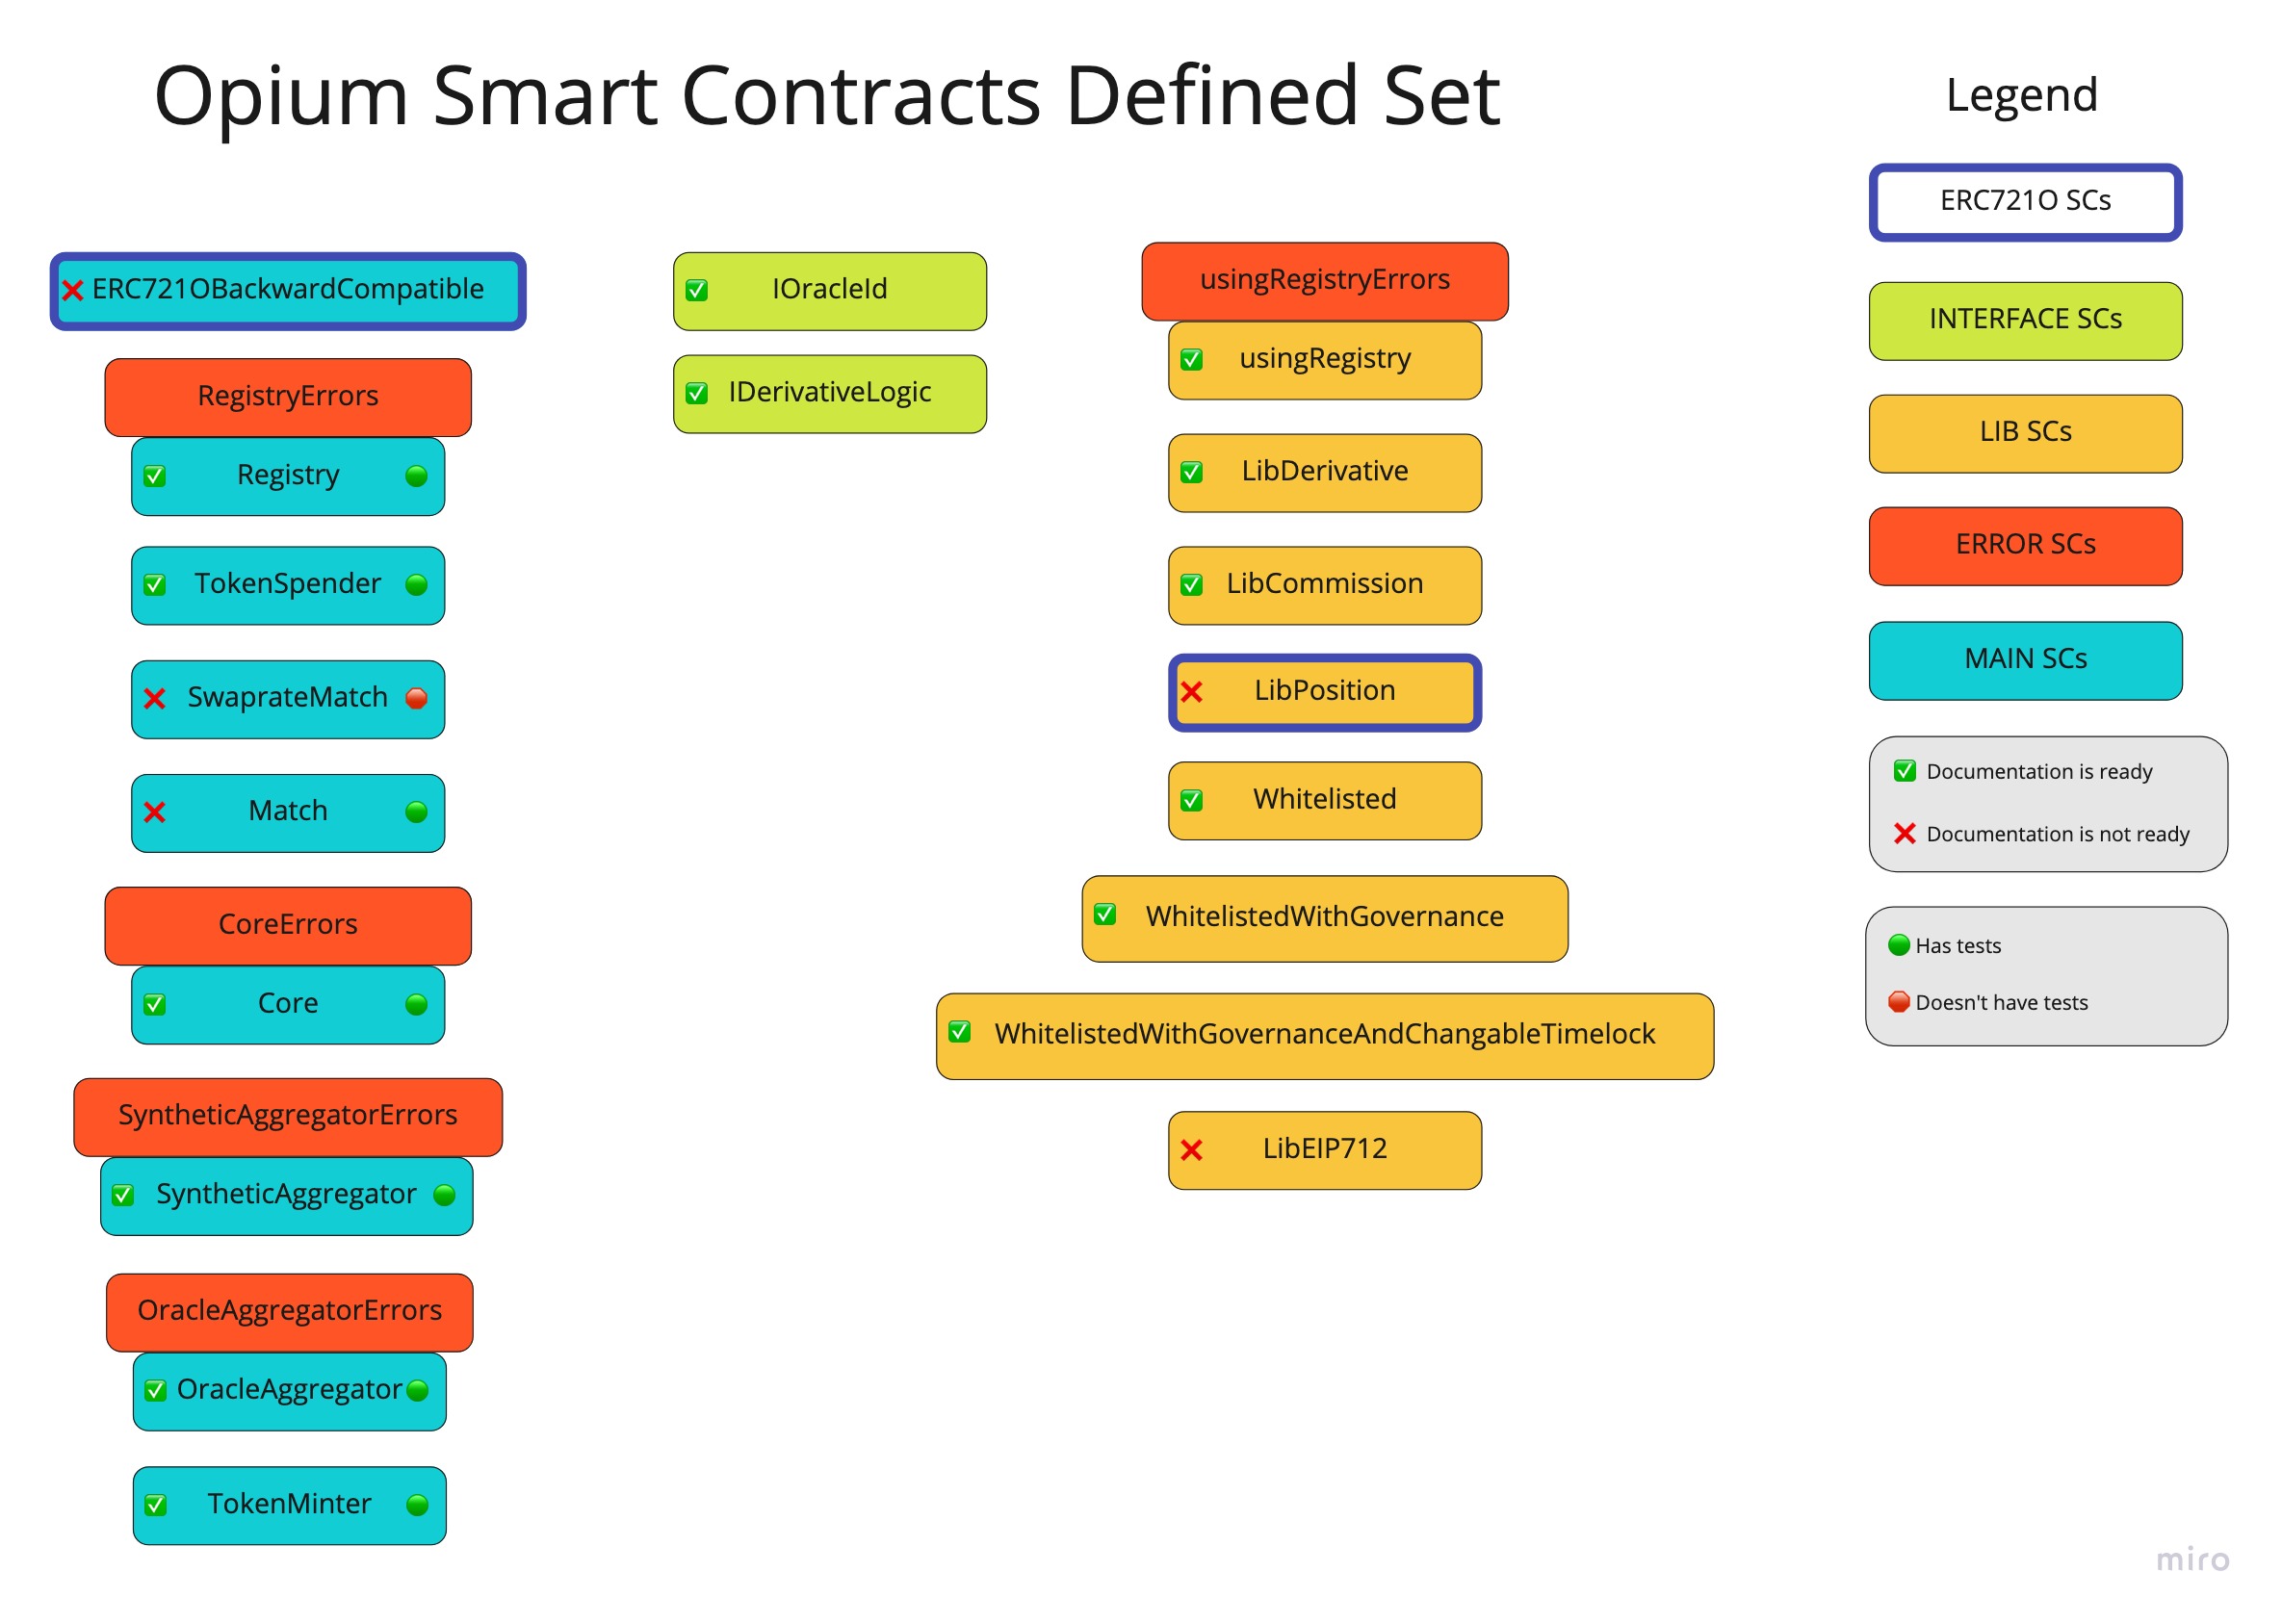 Opium Smart Contracts Defined Set
ERC721OBackwardCompatible
RegistryErrors
Registry
TokenSpender
SwaprateMatch
Match
CoreErrors
Core
SyntheticAggregatorErrors
SyntheticAggregator
OracleAggregatorErrors
OracleAggregator
TokenMinter
IOracleId
IDerivativeLogic
usingRegistryErrors
usingRegistry
LibDerivative
LibCommission
LibPosition
Whitelisted
WhitelistedWithGovernance
WhitelistedWithGovernanceAndChangableTimelock
LibEIP712
Legend
ERC721O SCs
INTERFACE SCs
LIB SCs
ERROR SCs
MAIN SCs
Documentation is ready
Documentation is not ready
Has tests
Doesn't have tests
miro